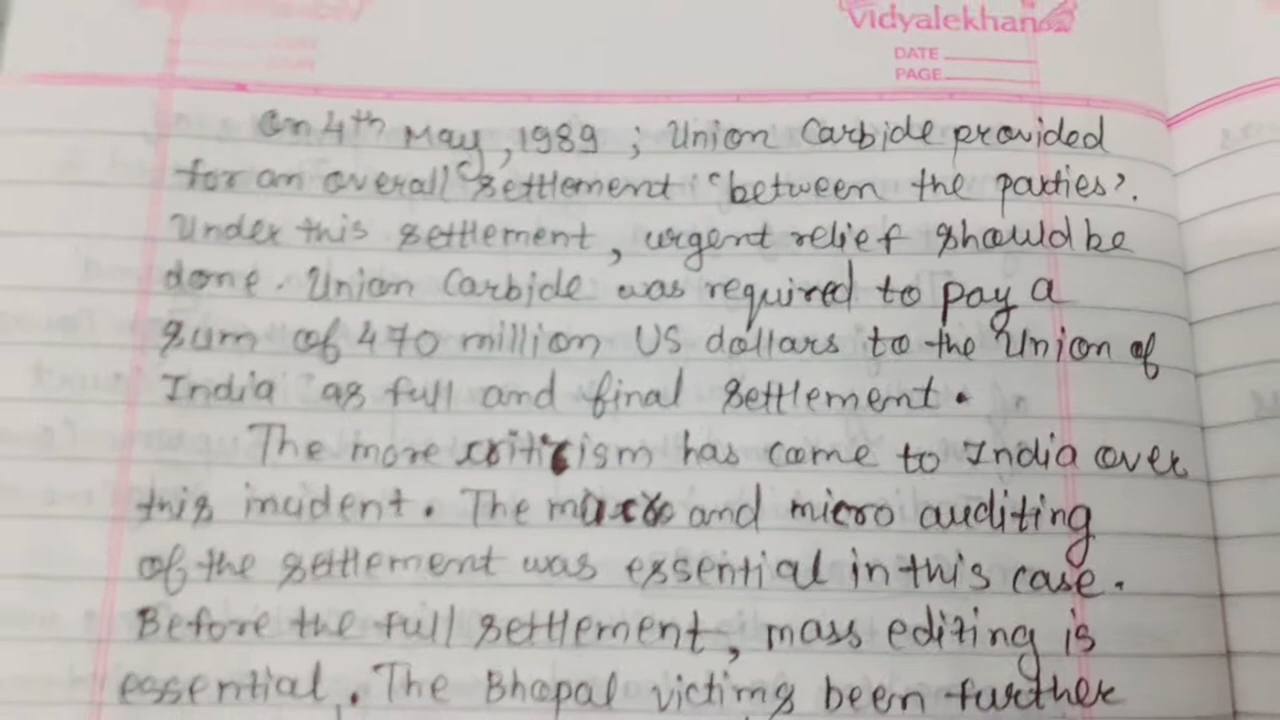 Vidyalekhan
DATE
PAGE
On 4th May, 1989 ; Union Carbide provided
for an overall settlement 'between the parties'.
Under this settlement, urgent relief should be
done. Union Carbide was required to pay a
sum of 470 million US dollars to the Union of
India as full and final settlement.
The more criticism has come to India over
this incident. The macro and micro auditing
of the settlement was essential in this case.
Before the full settlement, mass editing is
essential. The Bhopal victims been further